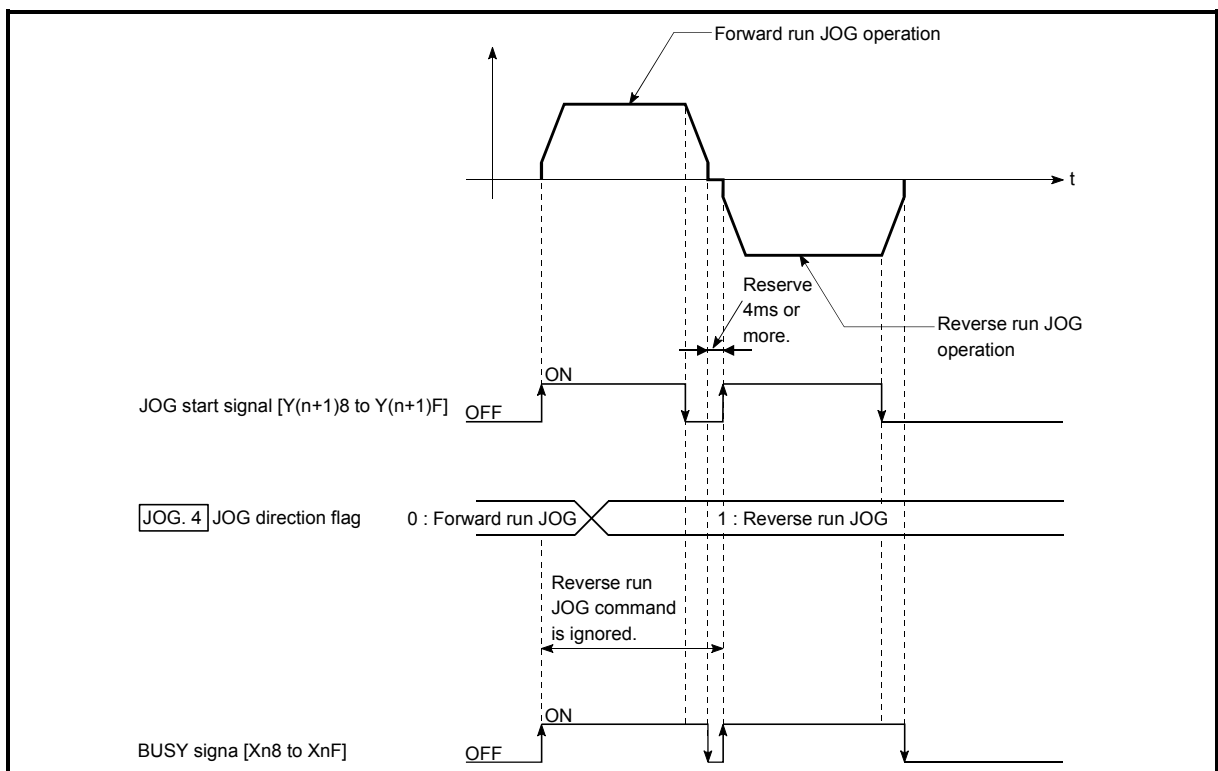 Forward run JOG operation
t
Reserve
4ms or
more.
Reverse run JOG
operation
ON
JOG start signal [Y(n+1)8 to Y(n+1)F]
OFF
JOG. 4 JOG direction flag
0 : Forward run JOG
1 : Reverse run JOG
Reverse run
JOG command
is ignored.
ON
BUSY signa [Xn8 to XnF]
OFF